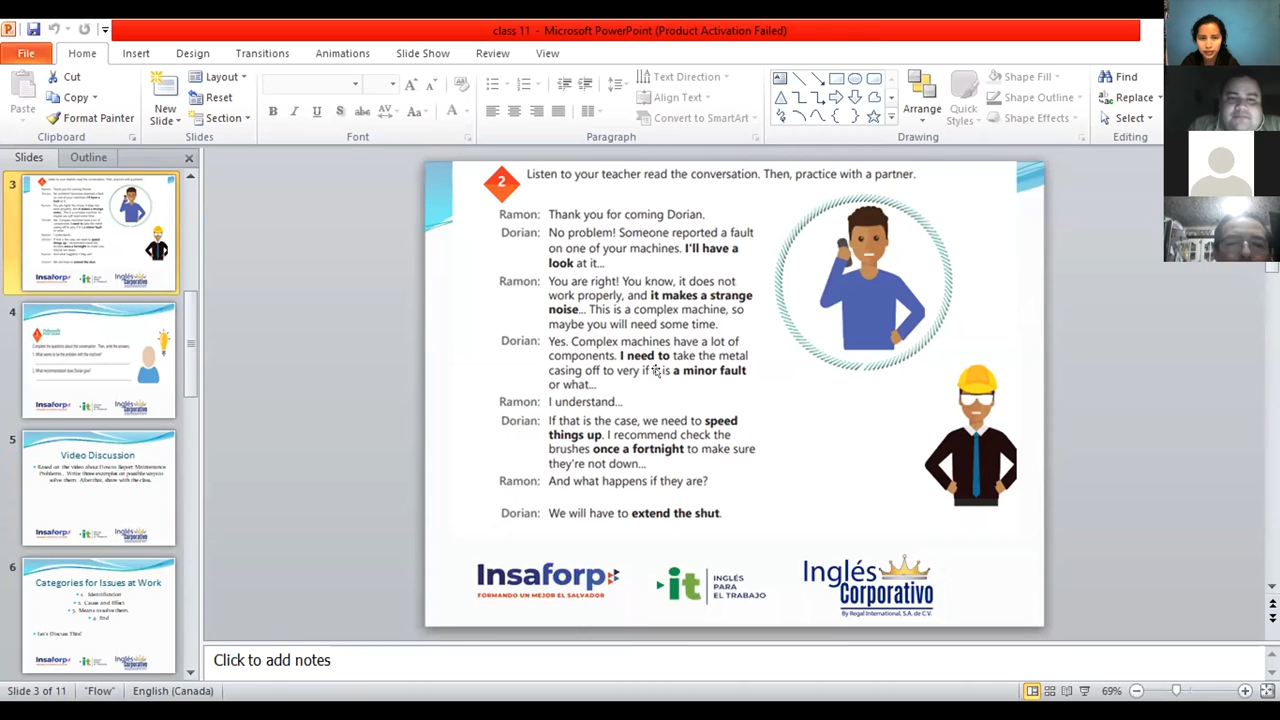 class 11 - Microsoft PowerPoint (Product Activation Failed)
File Home Insert Design Transitions Animations Slide Show Review View
Paste
Cut
Copy
Format Painter
Clipboard
New
Slide
Layout
Reset
Section
Slides
Font
Text Direction
Align Text
Convert to SmartArt
Paragraph
Arrange
Quick
Styles
Shape Fill
Shape Outline
Shape Effects
Drawing
Find
Replace
Select
Editing
Slides Outline
3
4
5
Video Discussion
6
Categories for Issues at Work
1. Identification
2. Cause and Effect
4. End
Let's Discuss This!
2
Listen to your teacher read the conversation. Then, practice with a partner.
Ramon: Thank you for coming Dorian.
Dorian: No problem! Someone reported a fault
on one of your machines. I'll have a
look at it...
Ramon: You are right! You know, it does not
work properly, and it makes a strange
noise... This is a complex machine, so
maybe you will need some time.
Dorian: Yes. Complex machines have a lot of
components. I need to take the metal
casing off to very if it is a minor fault
or what...
Ramon: I understand...
Dorian: If that is the case, we need to speed
things up. I recommend check the
brushes once a fortnight to make sure
they're not down...
Ramon: And what happens if they are?
Dorian: We will have to extend the shut.
Insaforp
FORMANDO UN MEJOR EL SALVADOR
it INGLÉS
PARA
EL TRABAJO
Inglés
Corporativo
By Regal International, S.A. de C.V.
Click to add notes
Slide 3 of 11 "Flow" English (Canada) 69%